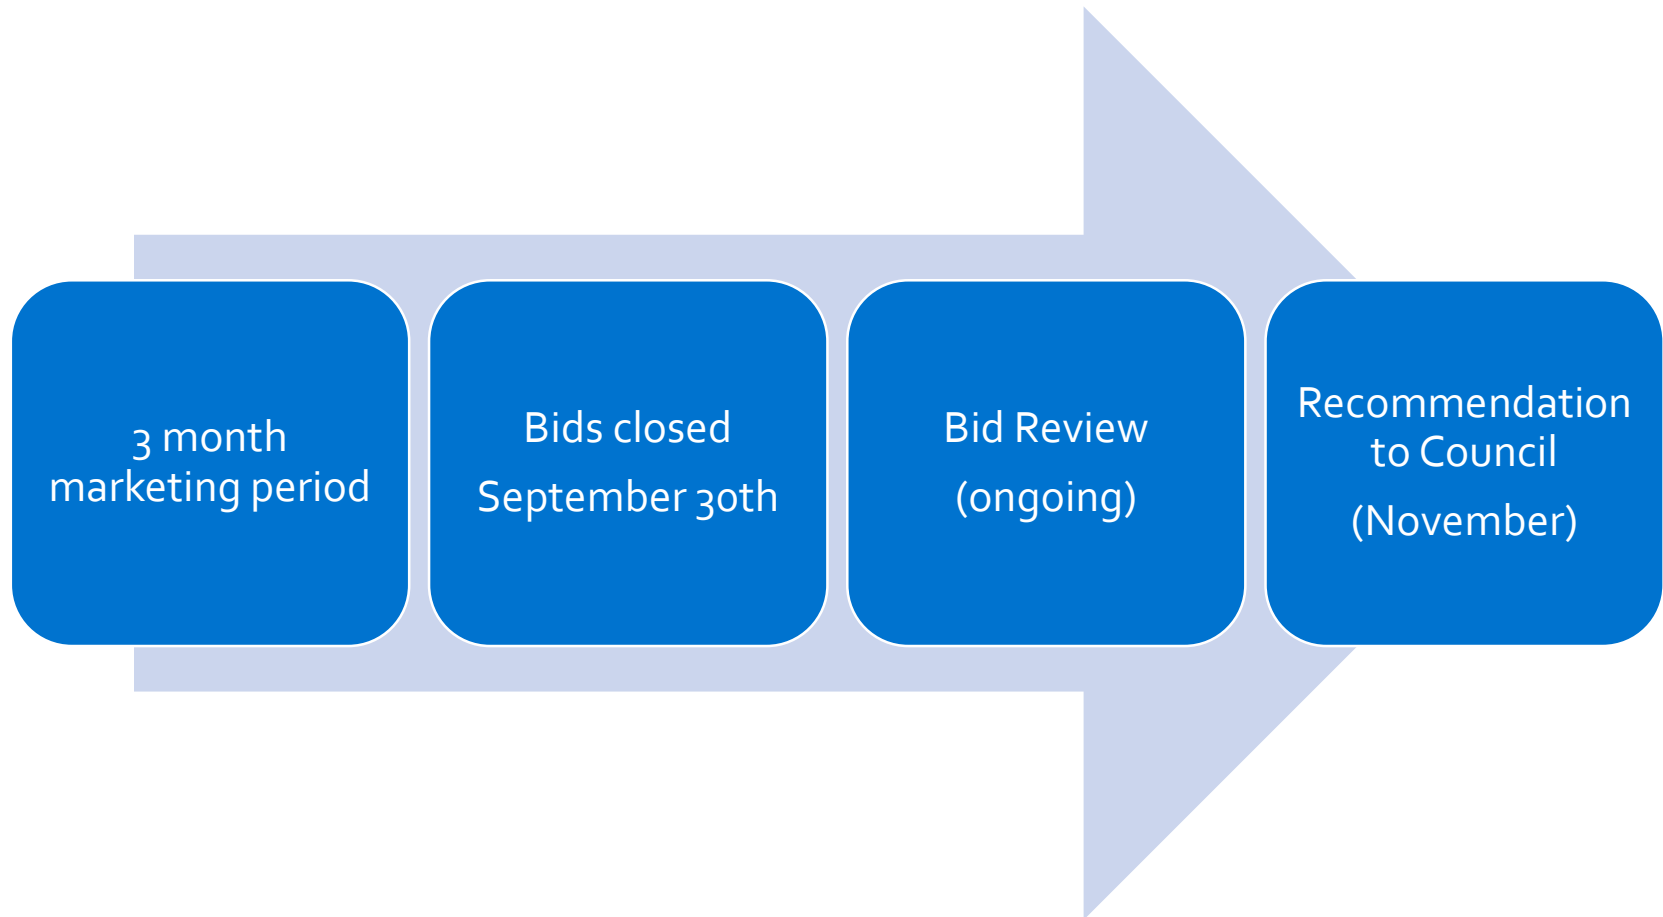 3 month
marketing period
Bids closed
September 30th
Bid Review
(ongoing)
Recommendation
to Council
(November)